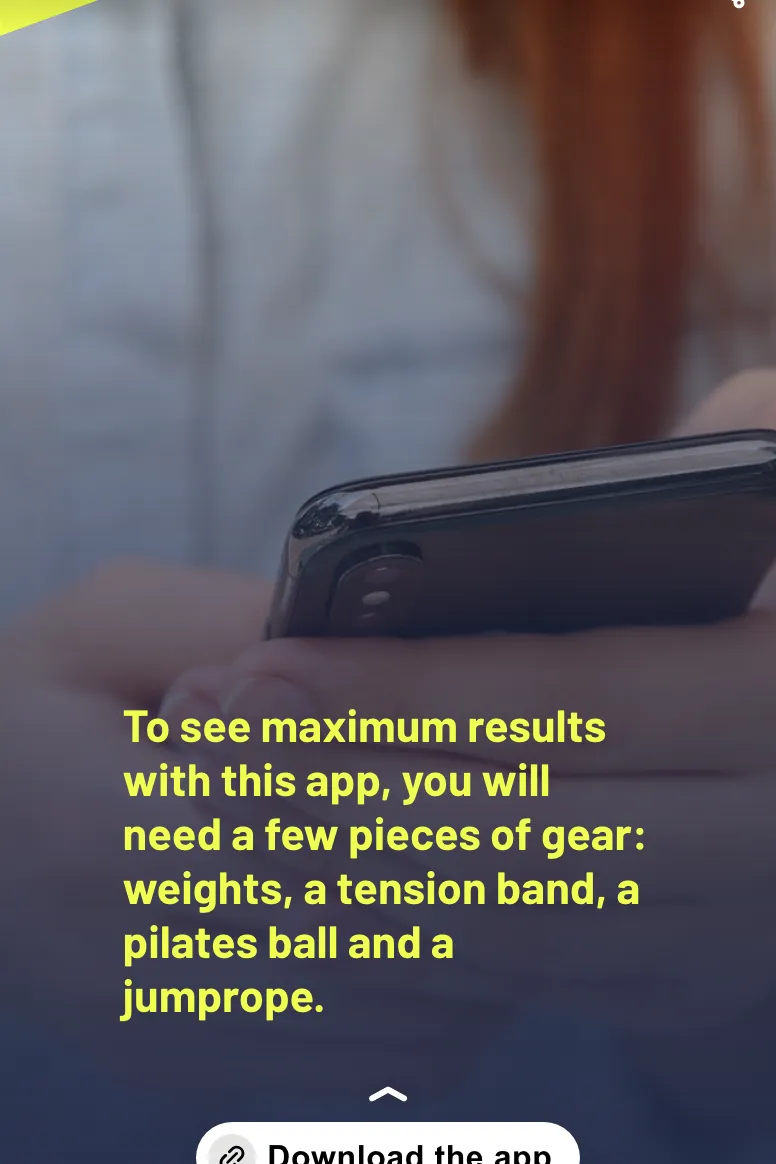 To see maximum results
with this app, you will
need a few pieces of gear:
weights, a tension band, a
pilates ball and a
jumprope.
Download the app